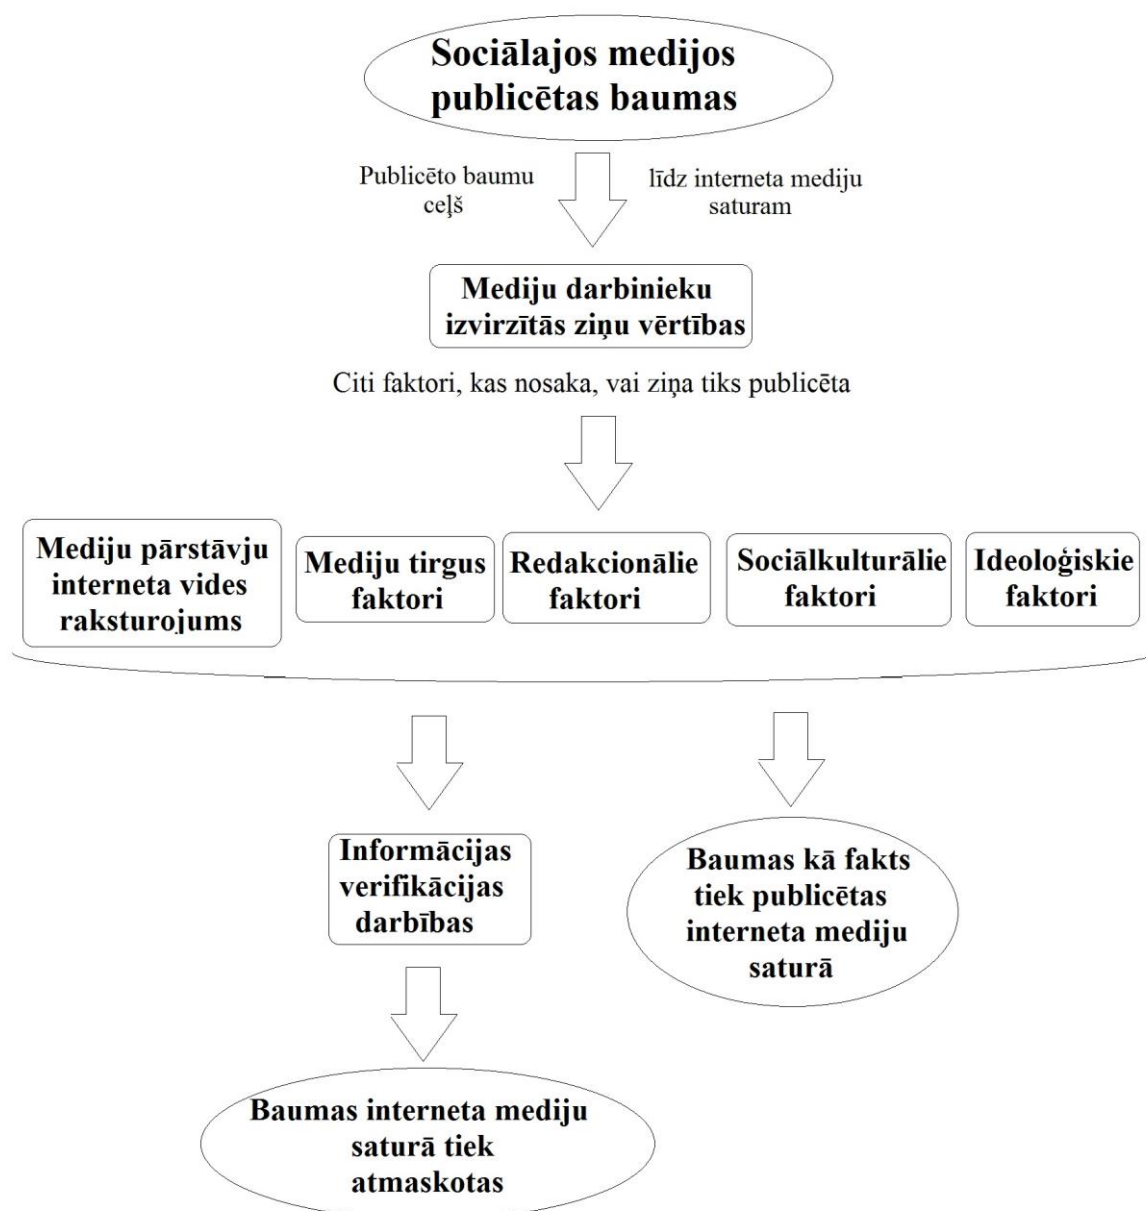 Sociālajos medijos
publicētas baumas
Publicēto baumu
ceļš
līdz interneta mediju
saturam
Mediju darbinieku
izvirzītās ziņu vērtības
Citi faktori, kas nosaka, vai ziņa tiks publicēta
Mediju pārstāvju
interneta vides
raksturojums
Mediju tirgus
faktori
Redakcionālie
faktori
Sociālkulturālie
faktori
Ideoloģiskie
faktori
Informācijas
verifikācijas
darbības
Baumas kā fakts
tiek publicētas
interneta mediju
saturā
Baumas interneta mediju
saturā tiek
atmaskotas